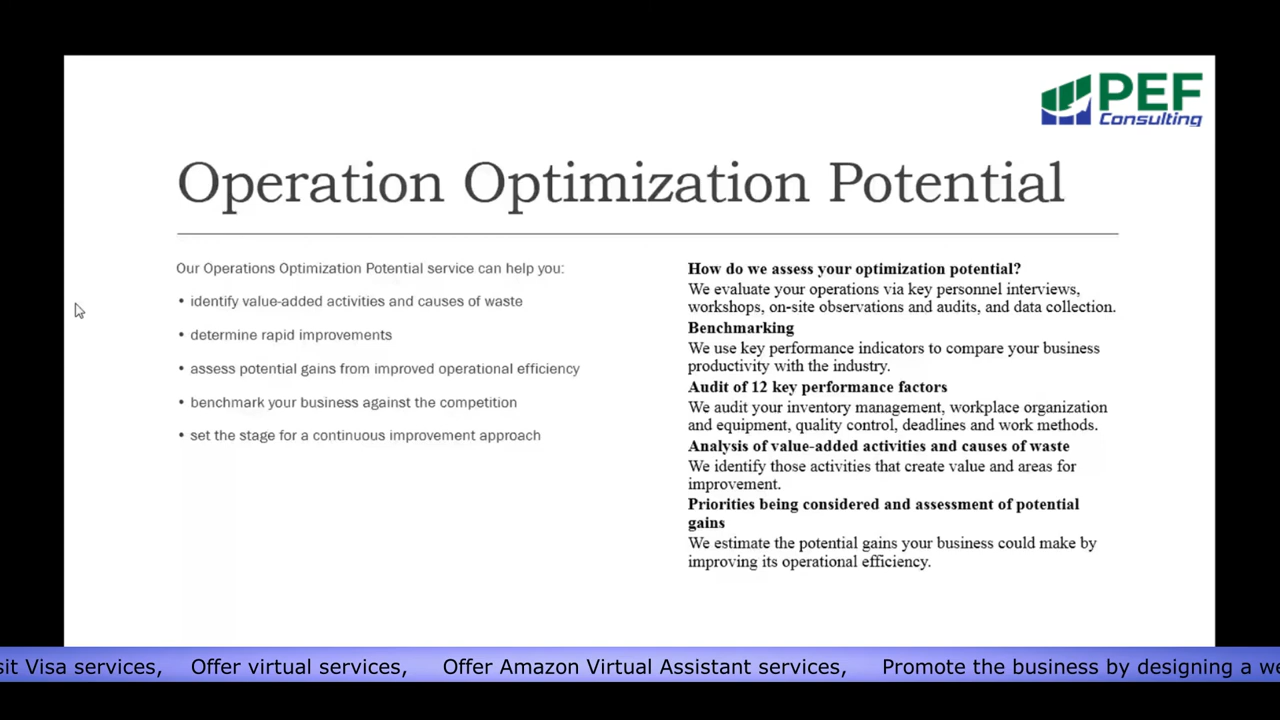 PEF
Consulting
Operation Optimization Potential
Our Operations Optimization Potential service can help you:
• identify value-added activities and causes of waste
• determine rapid improvements
• assess potential gains from improved operational efficiency
• benchmark your business against the competition
• set the stage for a continuous improvement approach
How do we assess your optimization potential?
We evaluate your operations via key personnel interviews,
workshops, on-site observations and audits, and data collection.
Benchmarking
We use key performance indicators to compare your business
productivity with the industry.
Audit of 12 key performance factors
We audit your inventory management, workplace organization
and equipment, quality control, deadlines and work methods.
Analysis of value-added activities and causes of waste
We identify those activities that create value and areas for
improvement.
Priorities being considered and assessment of potential
gains
We estimate the potential gains your business could make by
improving its operational efficiency.
Visa services, Offer virtual services, Offer Amazon Virtual Assistant services, Promote the business by designing a